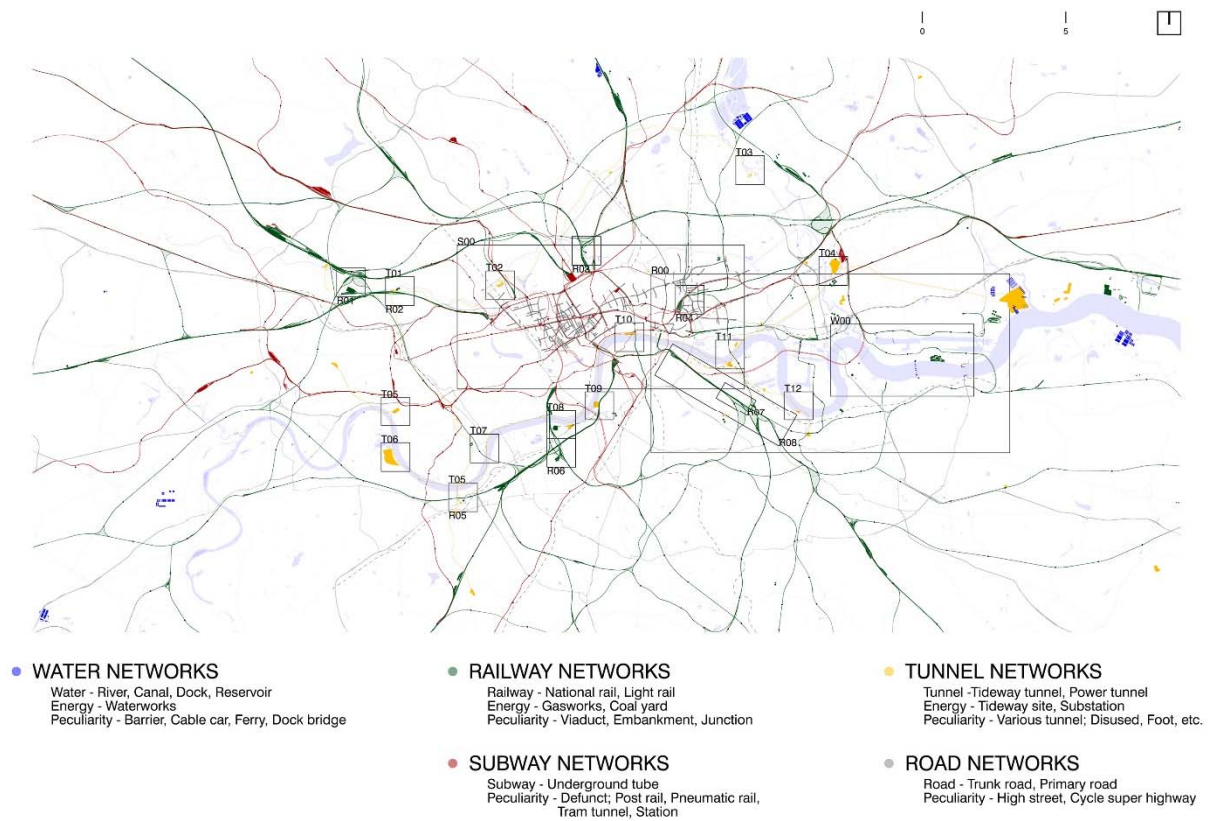 0 5
T03
S00
R03
T04
T01
T02
R00
R01
R02
R04
T10
W00
T11
T05
T09
T12
T08
R07
T06
T07
R08
R06
T05
R05
WATER NETWORKS
Water - River, Canal, Dock, Reservoir
Energy - Waterworks
Peculiarity - Barrier, Cable car, Ferry, Dock bridge
RAILWAY NETWORKS
Railway - National rail, Light rail
Energy - Gasworks, Coal yard
Peculiarity - Viaduct, Embankment, Junction
TUNNEL NETWORKS
Tunnel -Tideway tunnel, Power tunnel
Energy - Tideway site, Substation
Peculiarity - Various tunnel; Disused, Foot, etc.
SUBWAY NETWORKS
Subway - Underground tube
Peculiarity - Defunct; Post rail, Pneumatic rail,
Tram tunnel, Station
ROAD NETWORKS
Road - Trunk road, Primary road
Peculiarity - High street, Cycle super highway